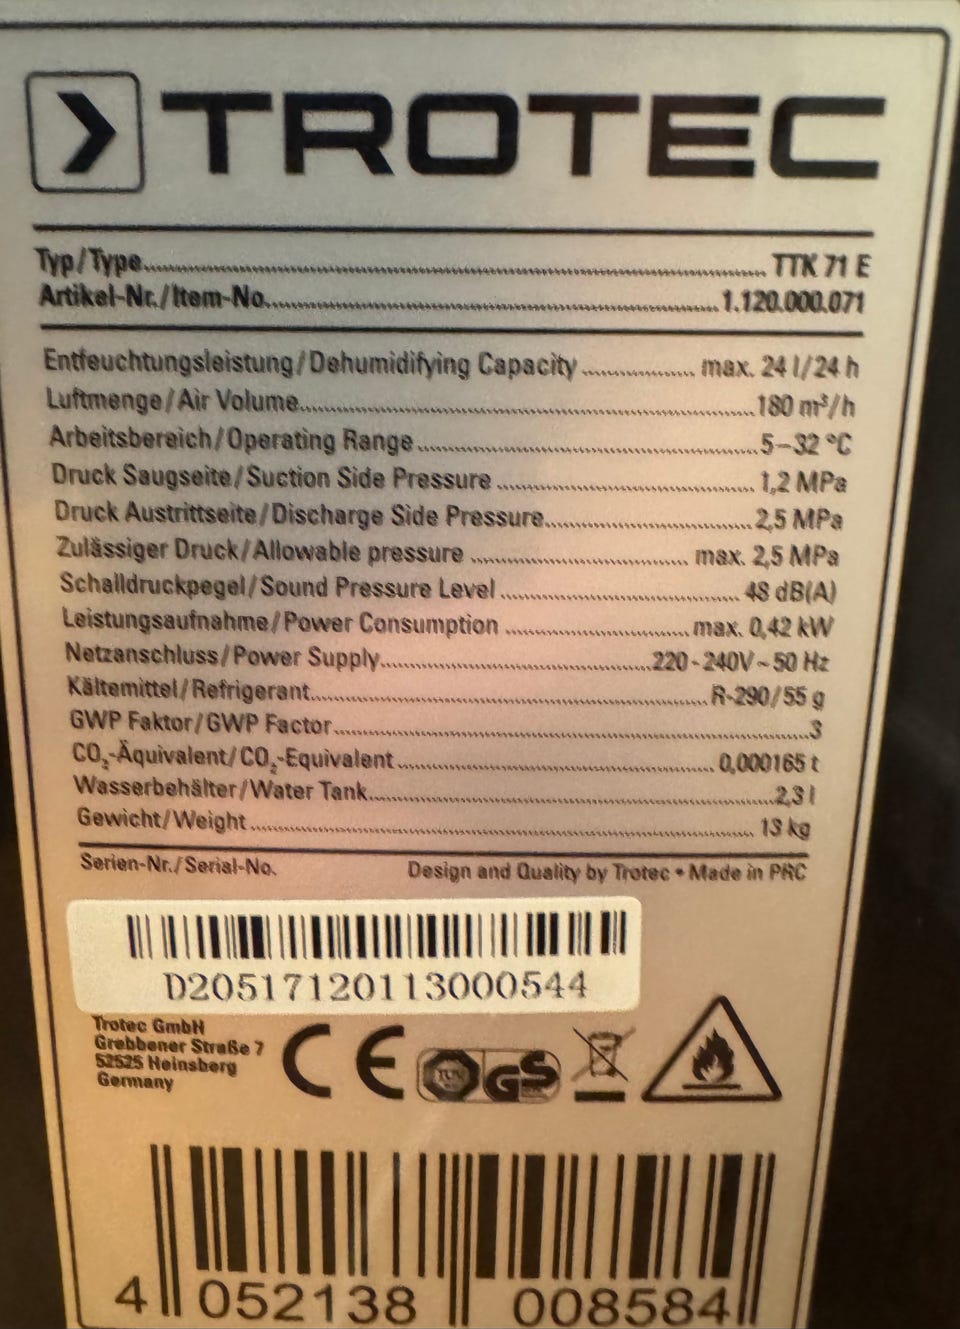 TROTEC
Typ/Type TTK 71 E
Artikel-Nr./Item-No. 1.120.000.071
Entfeuchtungsleistung/Dehumidifying Capacity max. 24 l/24 h
Luftmenge/Air Volume 180 m³/h
Arbeitsbereich/Operating Range 5–32 °C
Druck Saugseite/Suction Side Pressure 1,2 MPa
Druck Austrittseite/Discharge Side Pressure 2,5 MPa
Zulässiger Druck/Allowable pressure max. 2,5 MPa
Schalldruckpegel/Sound Pressure Level 48 dB(A)
Leistungsaufnahme/Power Consumption max. 0,42 kW
Netzanschluss/Power Supply 220-240V~50 Hz
Kältemittel/Refrigerant R-290/55 g
GWP Faktor/GWP Factor 3
CO₂-Äquivalent/CO₂-Equivalent 0,000165 t
Wasserbehälter/Water Tank 2,3 l
Gewicht/Weight 13 kg
Serien-Nr./Serial-No. Design and Quality by Trotec • Made in PRC
D20517120113000544
Trotec GmbH
Grebbener Straße 7
52525 Heinsberg
Germany
CE TÜV GS
4 052138 008584